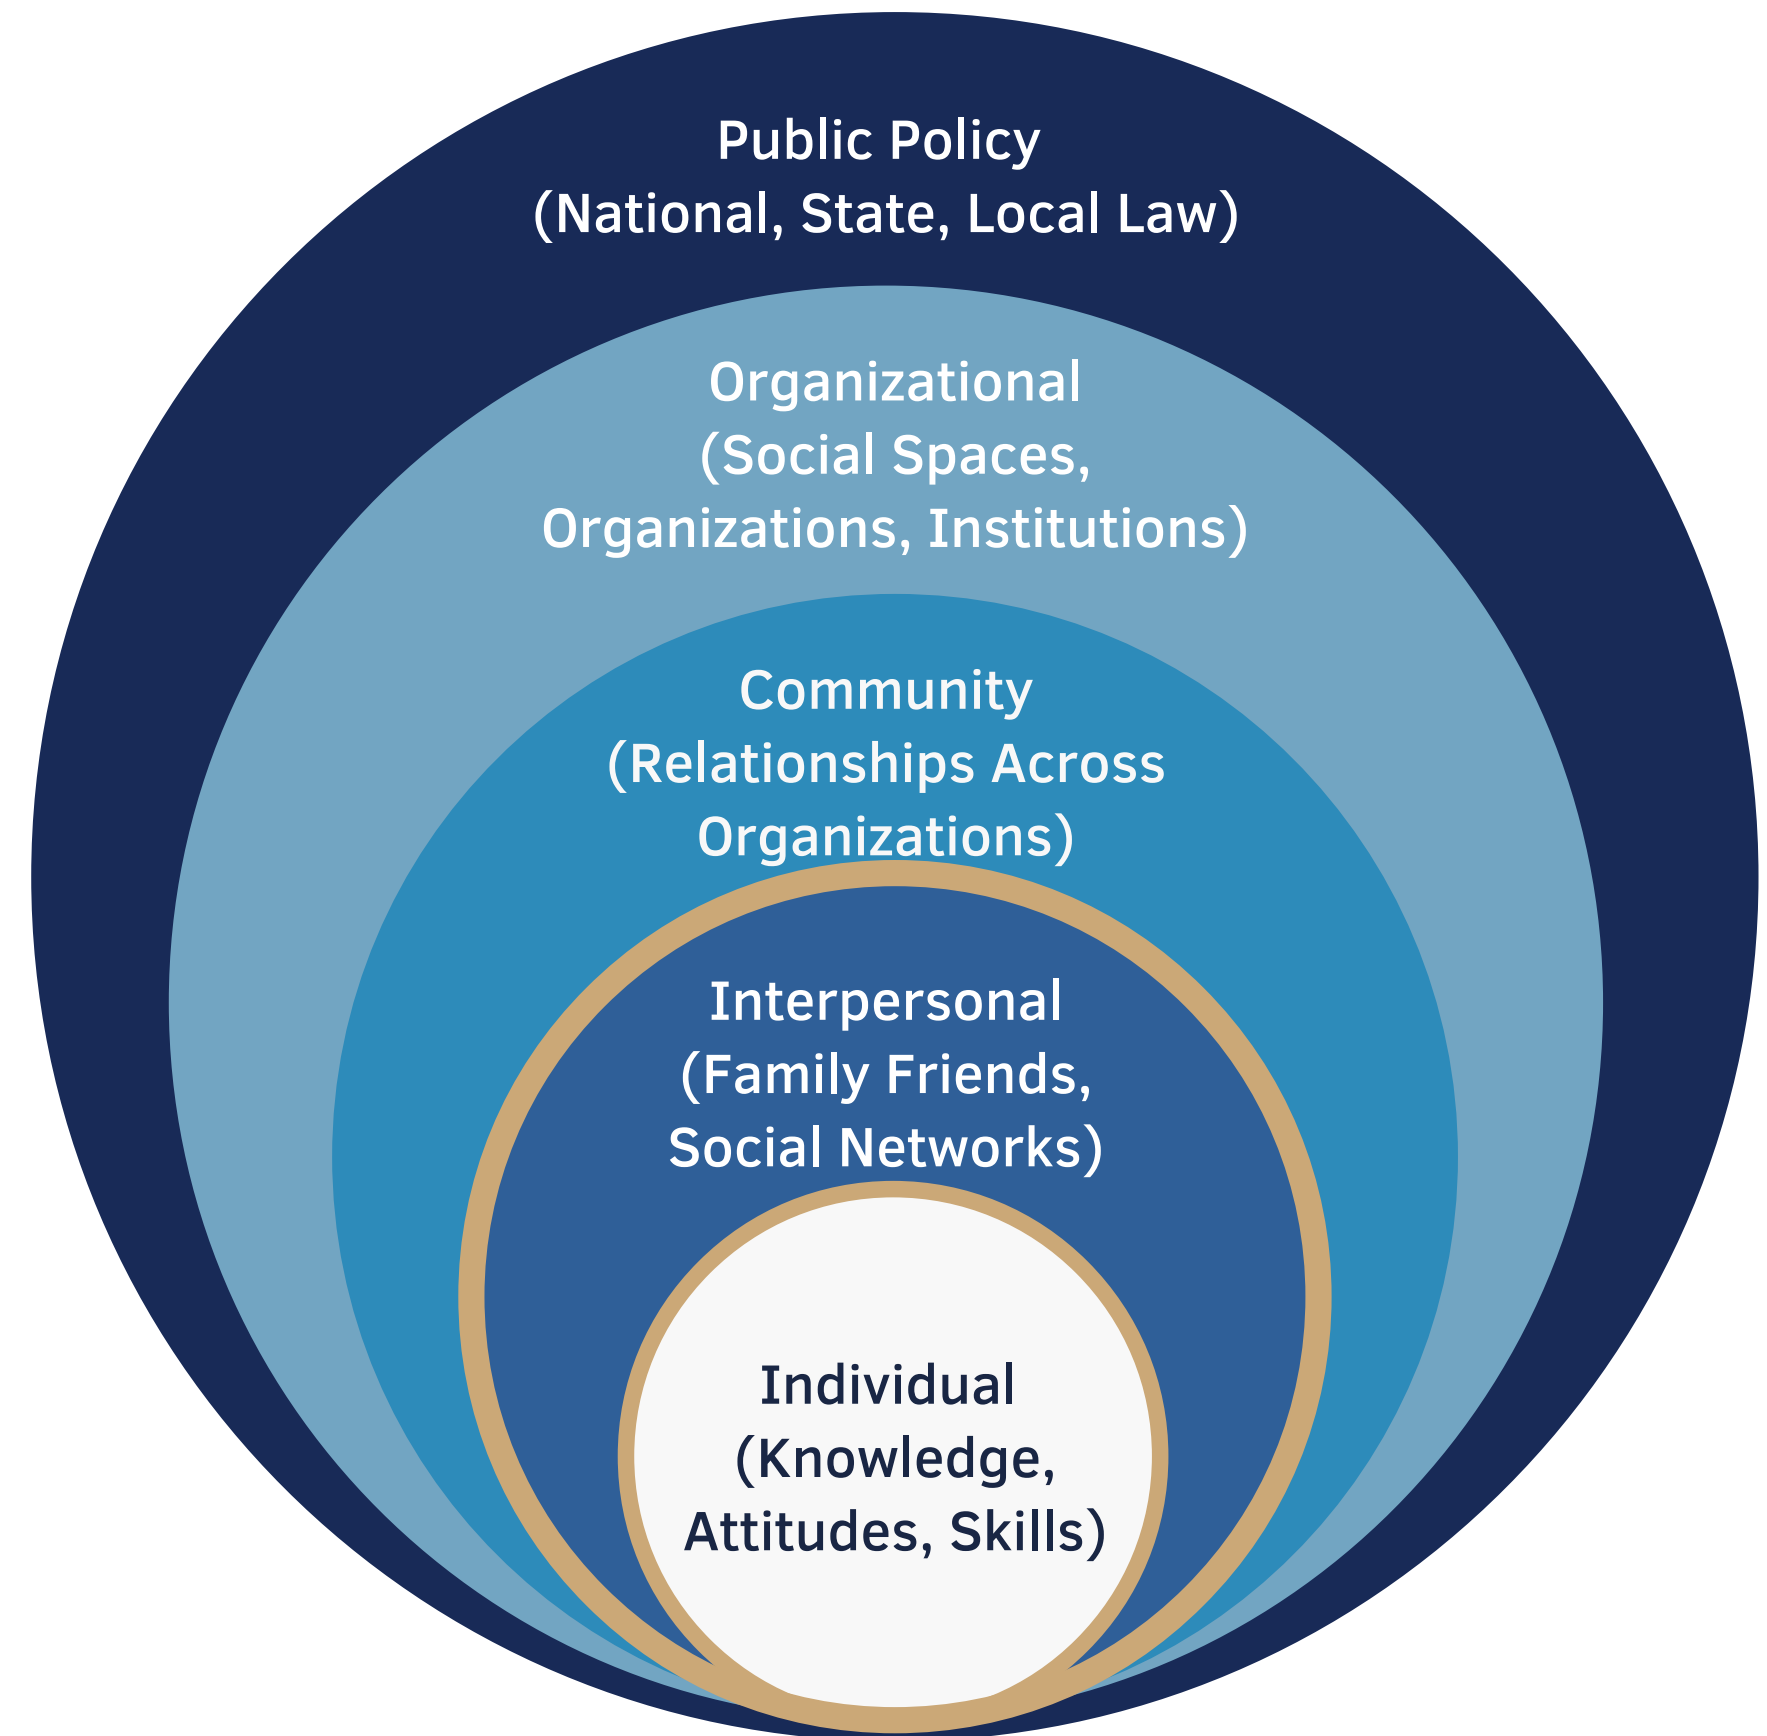 Public Policy
(National, State, Local Law)
Organizational
(Social Spaces,
Organizations, Institutions)
Community
(Relationships Across
Organizations)
Interpersonal
(Family Friends,
Social Networks)
Individual
(Knowledge,
Attitudes, Skills)